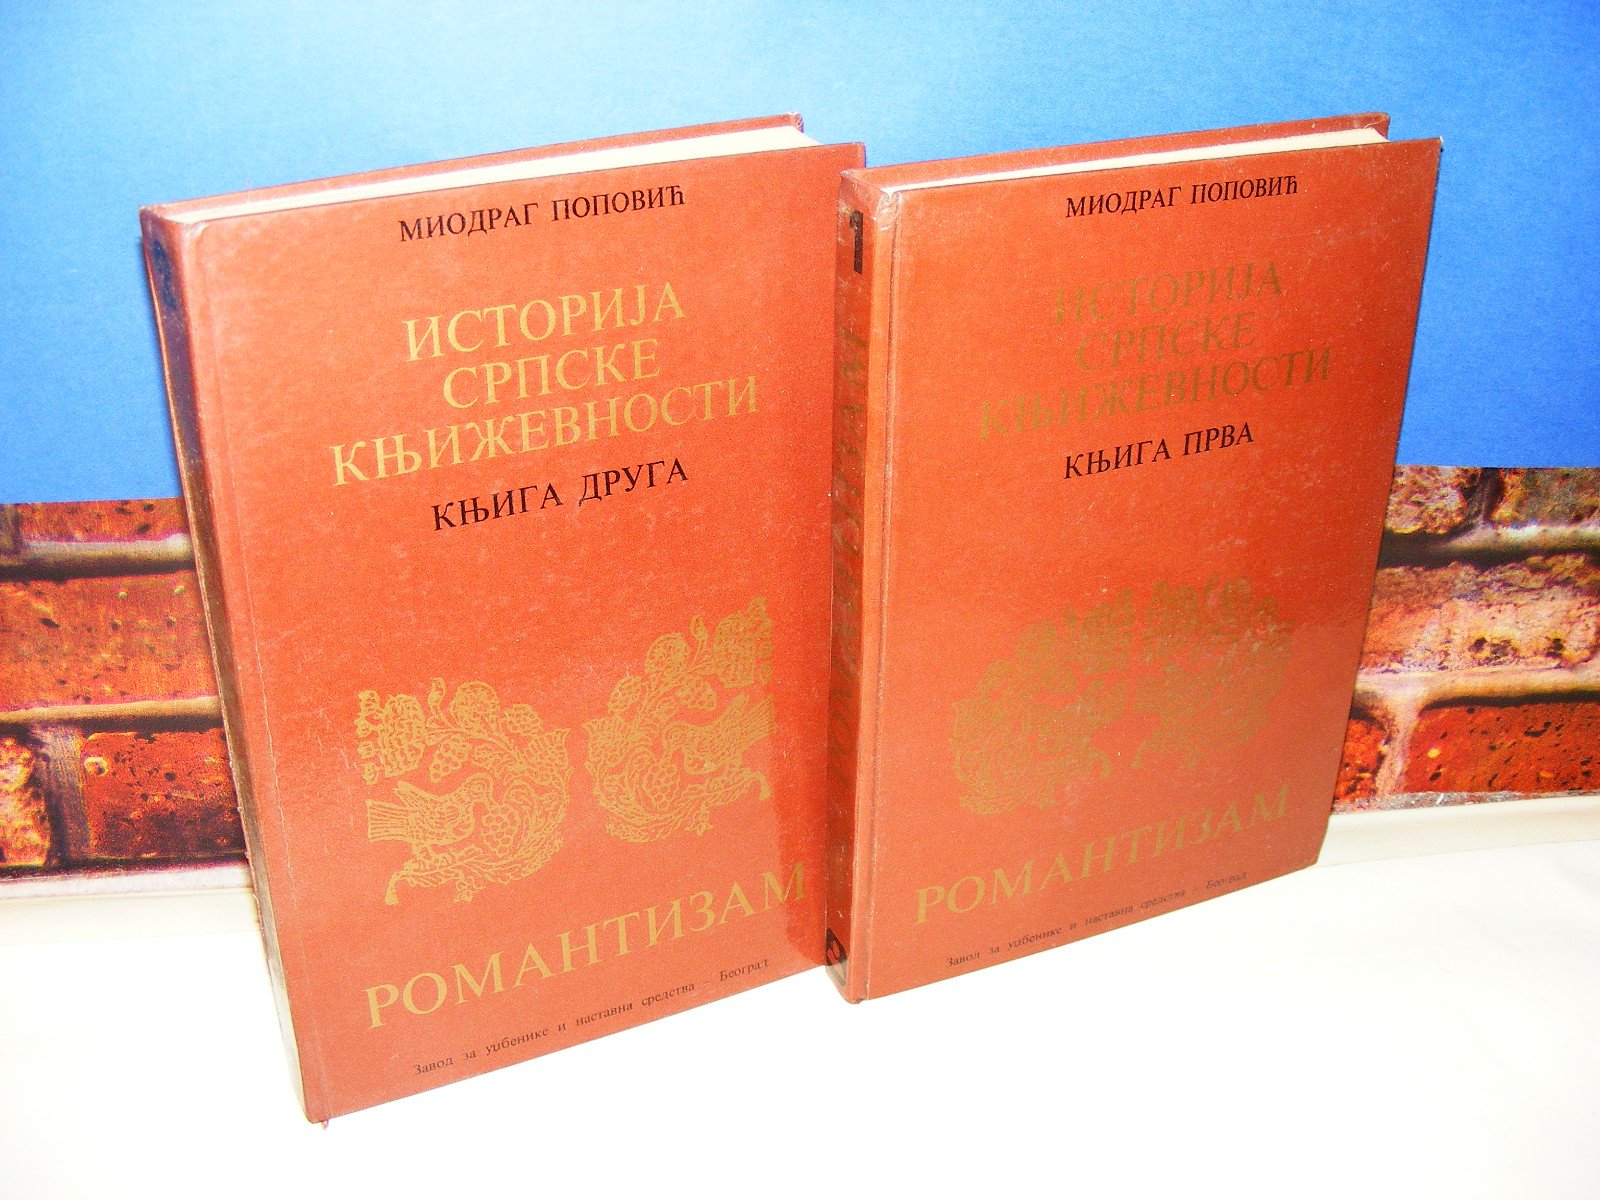 МИОДРАГ ПОПОВИЋ
ИСТОРИЈА
СРПСКЕ
КЊИЖЕВНОСТИ
КЊИГА ДРУГА
РОМАНТИЗАМ
Завод за уџбенике и наставна средства – Београд
1
МИОДРАГ ПОПОВИЋ
ИСТОРИЈА
СРПСКЕ
КЊИЖЕВНОСТИ
КЊИГА ПРВА
РОМАНТИЗАМ
Завод за уџбенике и наставна средства – Београд